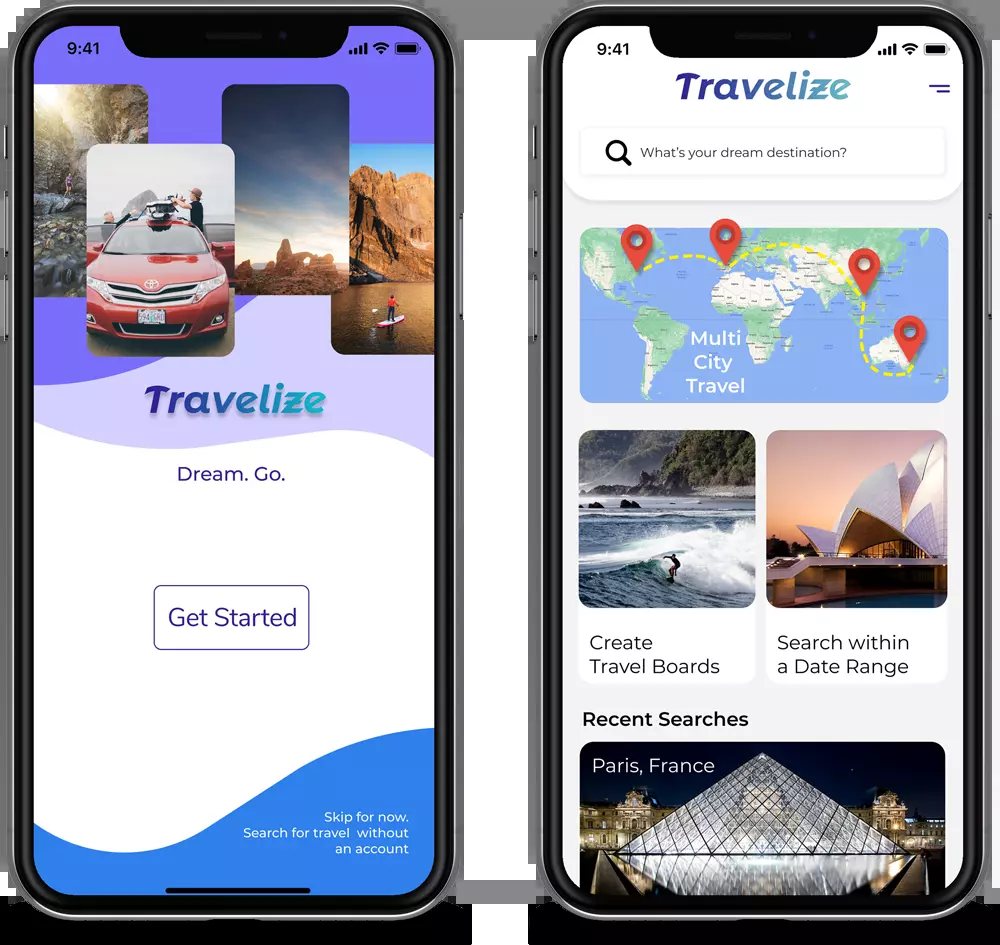 9:41
Travelize
Dream. Go.
Get Started
Skip for now.
Search for travel without
an account
9:41
Travelize
What's your dream destination?
Multi
City
Travel
Create
Travel Boards
Search within
a Date Range
Recent Searches
Paris, France